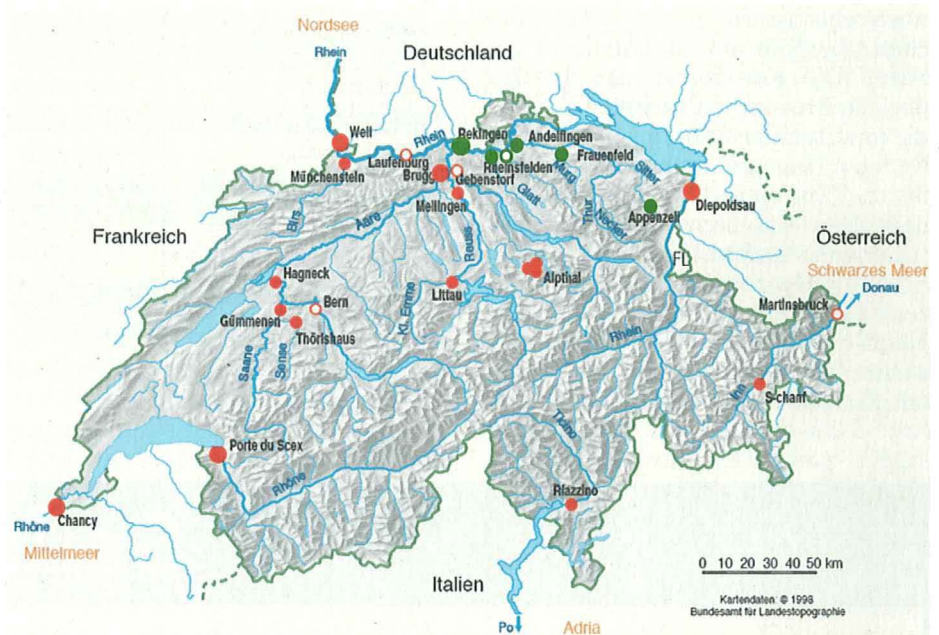 Nordsee
Rhein
Deutschland
Weil
Rhein
Rekingen
Andelfingen
Laufenburg
Rheinsfelden
Murg
Frauenfeld
Sitter
Münchenstein
Brugg
Gebenstorf
Glatt
Mellingen
Thur
Necker
Appenzell
Diepoldsau
Birs
Aare
Reuss
Frankreich
Österreich
FL
Hagneck
Alpthal
Schwarzes Meer
Donau
Kl. Emme
Littau
Bern
Martinsbruck
Gümmenen
Thörishaus
Rhein
Saane
Sense
Inn
S-chanf
Ticino
Porte du Scex
Rhône
Riazzino
Chancy
Rhône
Mittelmeer
0 10 20 30 40 50 km
Italien
Kartendaten: © 1998
Bundesamt für Landestopographie
Po
Adria